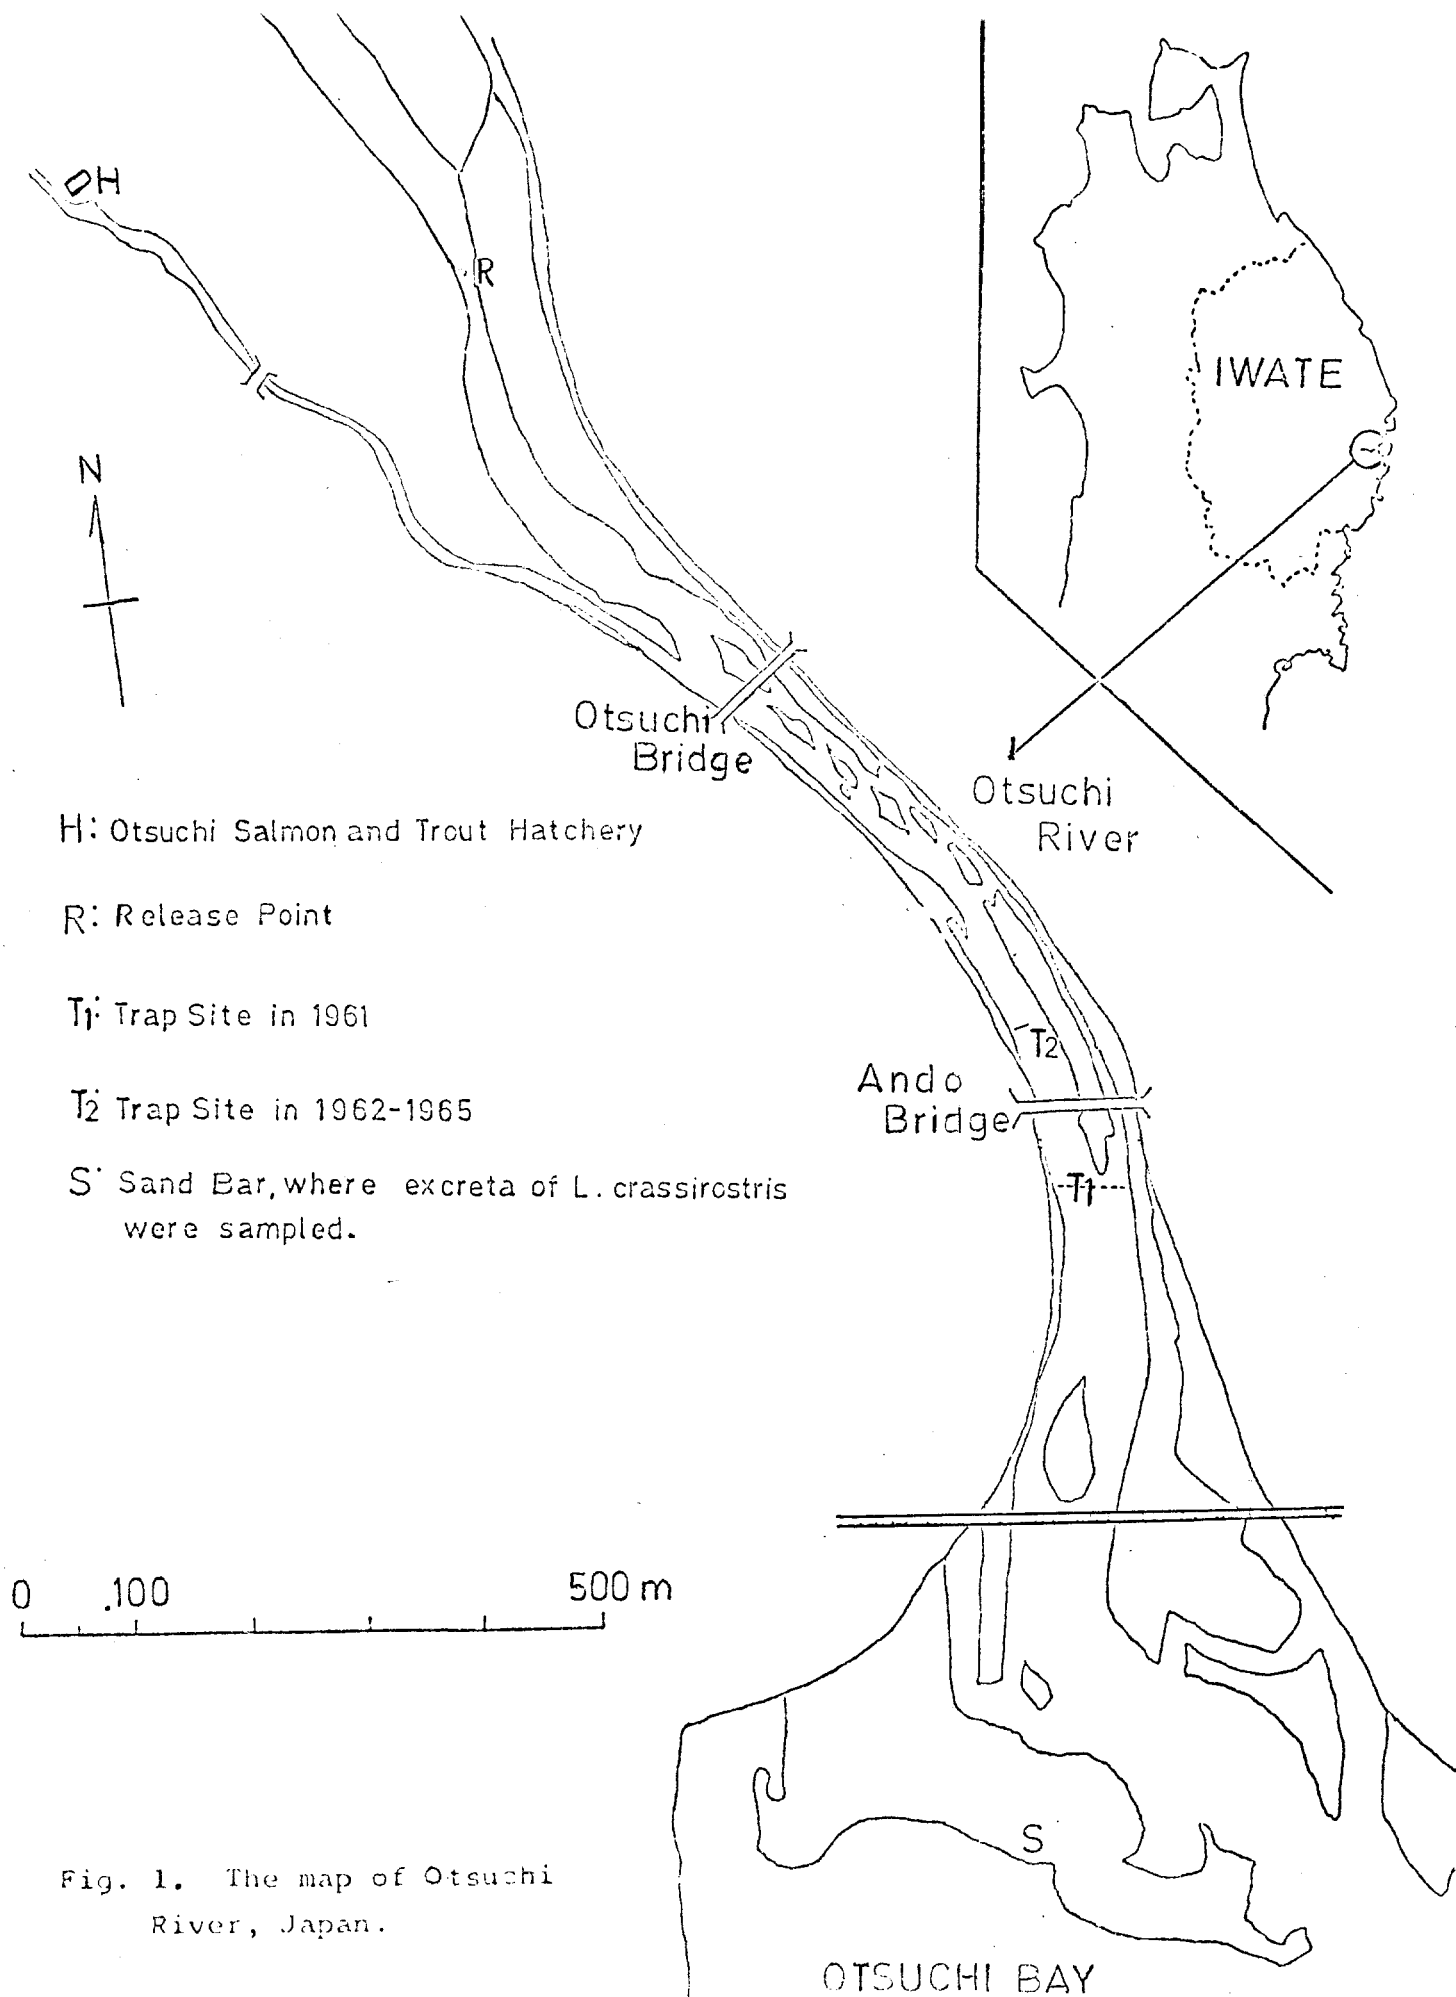 H
R
IWATE
N
Otsuchi
Bridge
Otsuchi
River
H: Otsuchi Salmon and Trout Hatchery
R: Release Point
T1: Trap Site in 1961
T2: Trap Site in 1962-1965
S: Sand Bar, where excreta of L. crassirostris
were sampled.
T2
Ando
Bridge
T1
0 100 500 m
S
Fig. 1. The map of Otsuchi
River, Japan.
OTSUCHI BAY